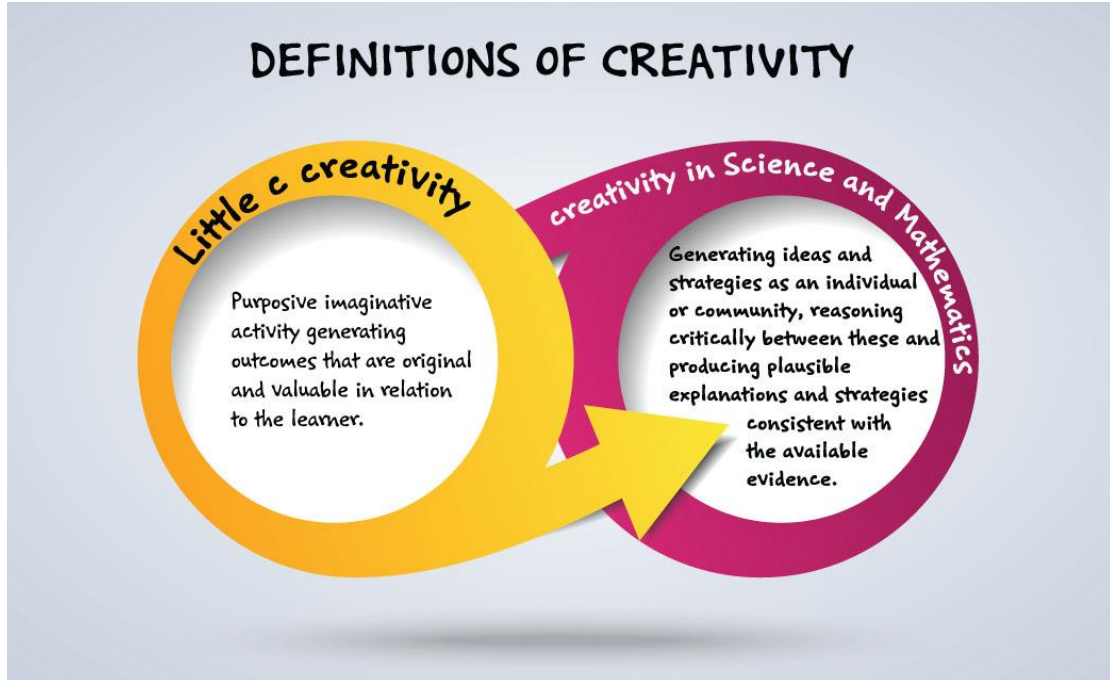 DEFINITIONS OF CREATIVITY
Little c creativity
Purposive imaginative
activity generating
outcomes that are original
and valuable in relation
to the learner.
creativity in Science and Mathematics
Generating ideas and
strategies as an individual
or community, reasoning
critically between these and
producing plausible
explanations and strategies
consistent with
the available
evidence.